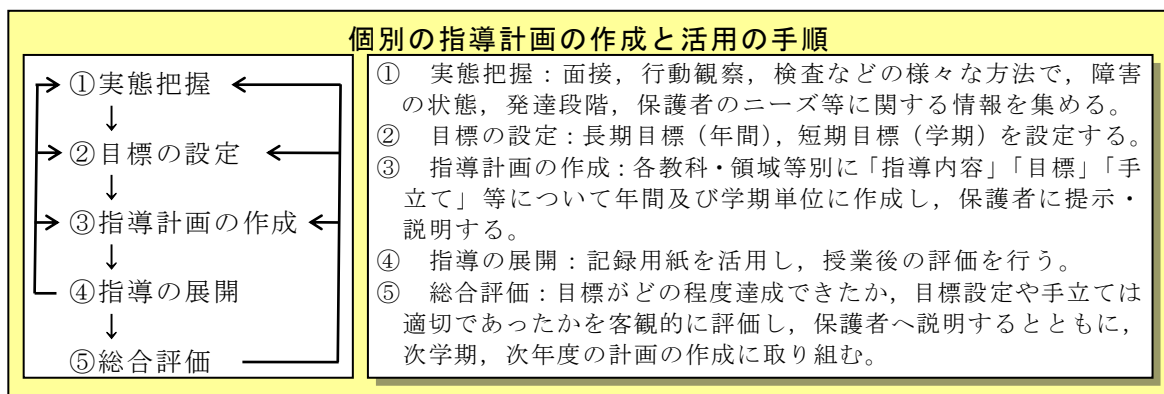 個別の指導計画の作成と活用の手順
①実態把握
↓
②目標の設定
↓
③指導計画の作成
↓
④指導の展開
↓
⑤総合評価
① 実態把握：面接，行動観察，検査などの様々な方法で，障害
の状態，発達段階，保護者のニーズ等に関する情報を集める。
② 目標の設定：長期目標（年間），短期目標（学期）を設定する。
③ 指導計画の作成：各教科・領域等別に「指導内容」「目標」「手
立て」等について年間及び学期単位に作成し，保護者に提示・
説明する。
④ 指導の展開：記録用紙を活用し，授業後の評価を行う。
⑤ 総合評価：目標がどの程度達成できたか，目標設定や手立ては
適切であったかを客観的に評価し，保護者へ説明するとともに，
次学期，次年度の計画の作成に取り組む。